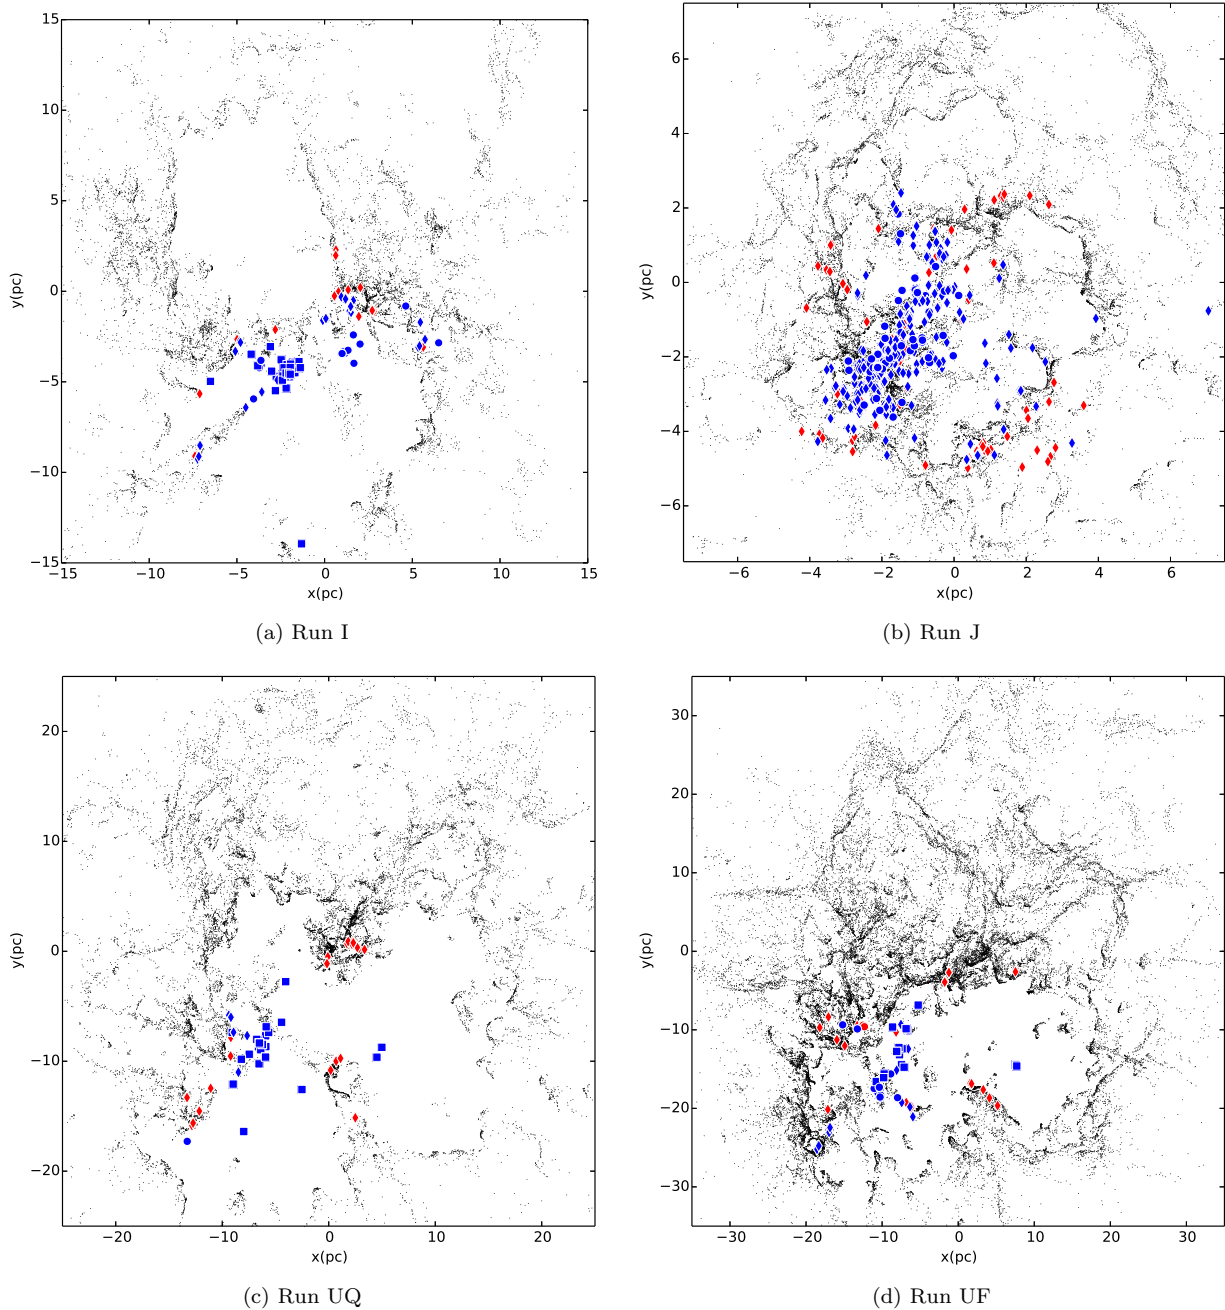 15
10
5
0
−5
−10
−15
y(pc)
−15 −10 −5 0 5 10 15
x(pc)
(a) Run I
6
4
2
0
−2
−4
−6
y(pc)
−6 −4 −2 0 2 4 6
x(pc)
(b) Run J
20
10
0
−10
−20
y(pc)
−20 −10 0 10 20
x(pc)
(c) Run UQ
30
20
10
0
−10
−20
−30
y(pc)
−30 −20 −10 0 10 20 30
x(pc)
(d) Run UF